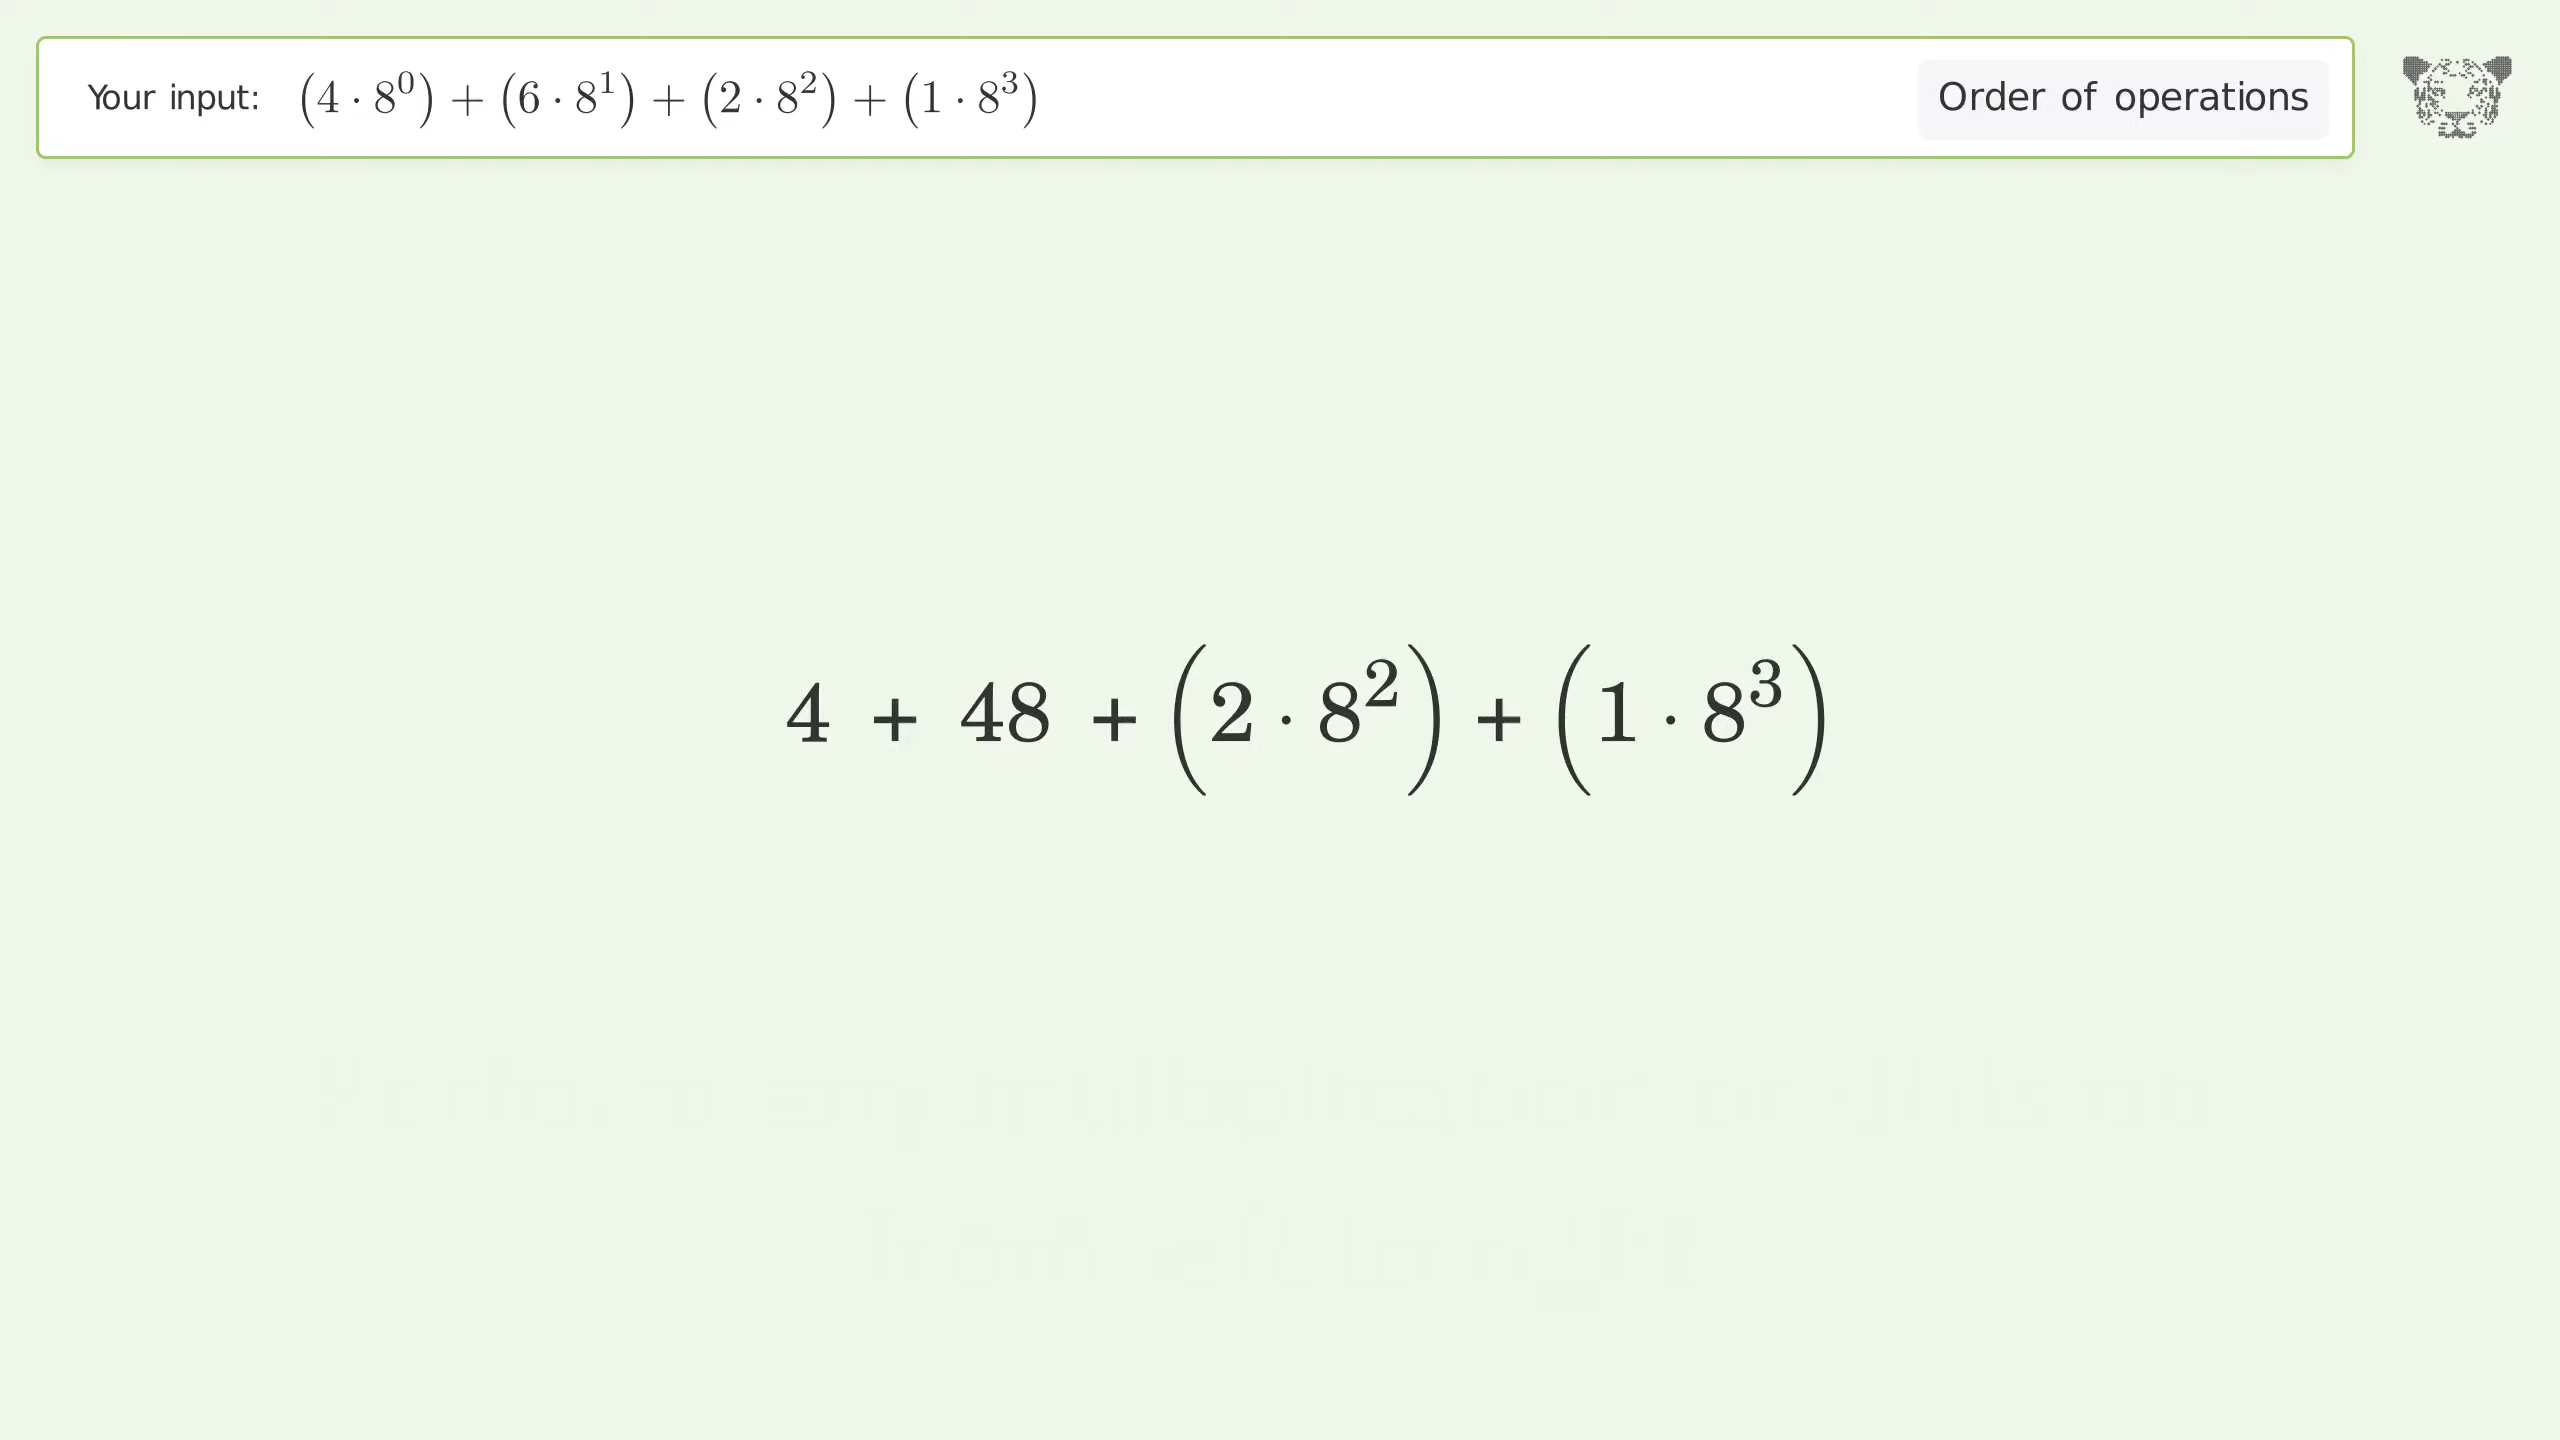 Your input: (4 · 8⁰) + (6 · 8¹) + (2 · 8²) + (1 · 8³)
Order of operations
4 + 48 + (2 · 8²) + (1 · 8³)